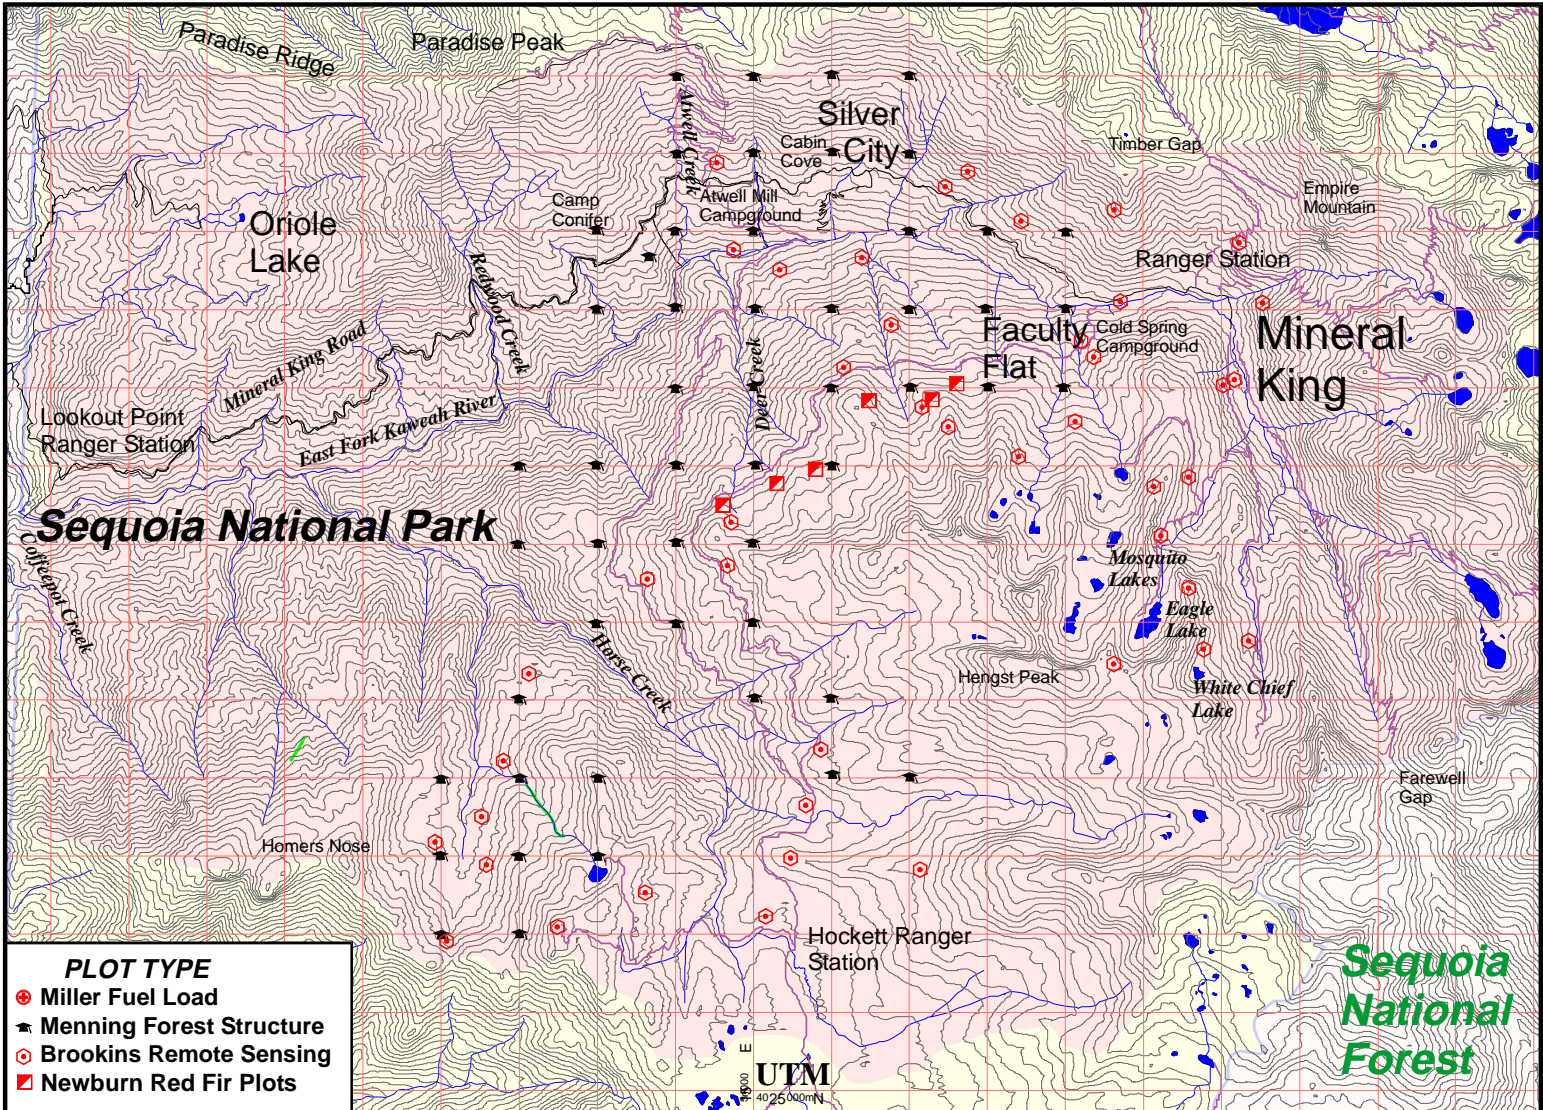 Paradise Ridge
Paradise Peak
Silver
City
Cabin
Cove
Timber Gap
Atwell Creek
Empire
Mountain
Camp
Conifer
Atwell Mill
Campground
Oriole
Lake
Ranger Station
Redwood Creek
Faculty
Flat
Cold Spring
Campground
Mineral
King
Mineral King Road
Deer Creek
Lookout Point
Ranger Station
East Fork Kaweah River
Sequoia National Park
Coffeepot Creek
Mosquito
Lakes
Eagle
Lake
Horse Creek
Hengst Peak
White Chief
Lake
Farewell
Gap
Homers Nose
Hockett Ranger
Station
Sequoia
National
Forest
PLOT TYPE
Miller Fuel Load
Menning Forest Structure
Brookins Remote Sensing
Newburn Red Fir Plots
E
UTM
4025000mN